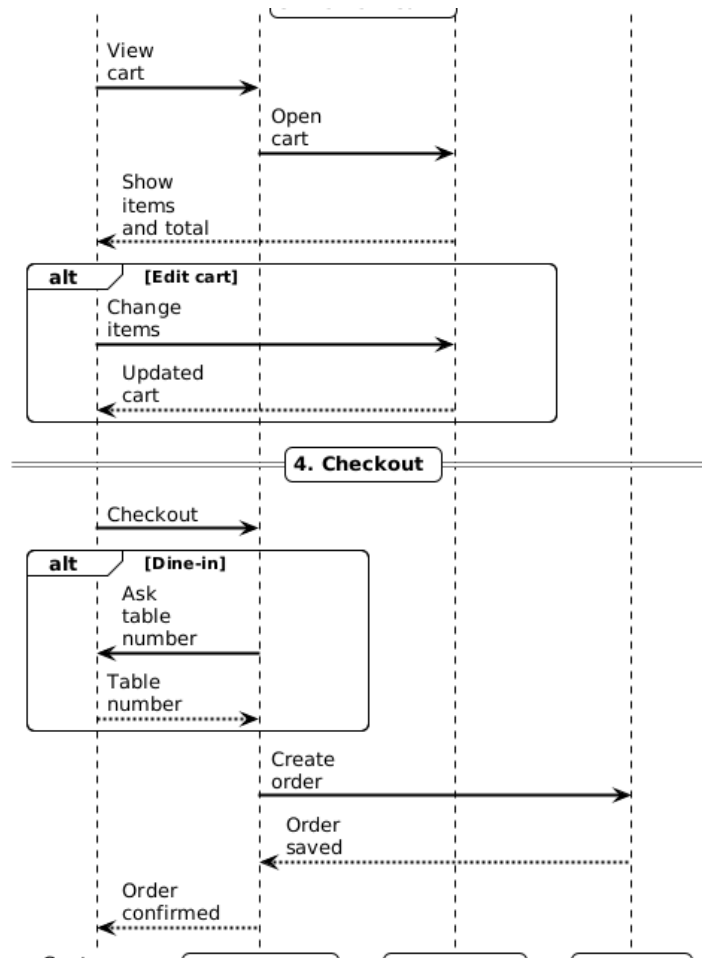 View
cart
Open
cart
Show
items
and total
alt [Edit cart]
Change
items
Updated
cart
4. Checkout
Checkout
alt [Dine-in]
Ask
table
number
Table
number
Create
order
Order
saved
Order
confirmed